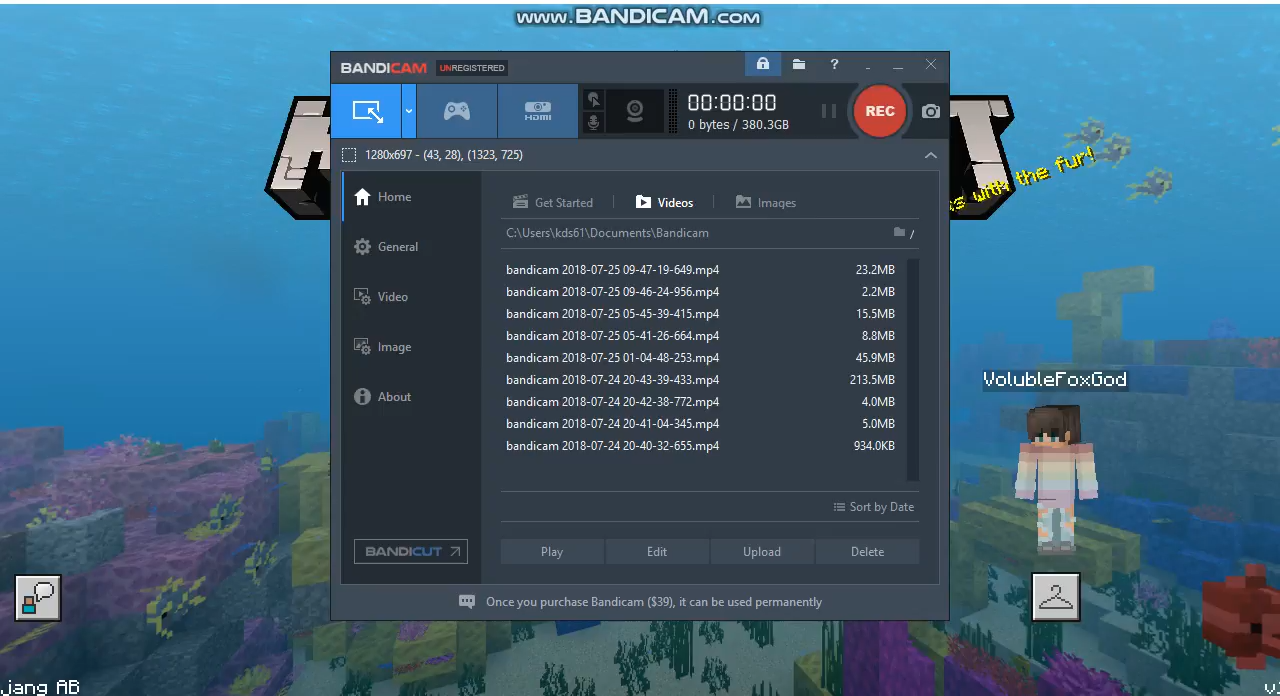 www.BANDICAM.com
BANDICAM UNREGISTERED
?
HDMI
00:00:00
0 bytes / 380.3GB
REC
1280x697 - (43, 28), (1323, 725)
with the fur!
Home
General
Video
Image
About
Get Started
Videos
Images
C:\Users\kds61\Documents\Bandicam
/
bandicam 2018-07-25 09-47-19-649.mp4 23.2MB
bandicam 2018-07-25 09-46-24-956.mp4 2.2MB
bandicam 2018-07-25 05-45-39-415.mp4 15.5MB
bandicam 2018-07-25 05-41-26-664.mp4 8.8MB
bandicam 2018-07-25 01-04-48-253.mp4 45.9MB
bandicam 2018-07-24 20-43-39-433.mp4 213.5MB
bandicam 2018-07-24 20-42-38-772.mp4 4.0MB
bandicam 2018-07-24 20-41-04-345.mp4 5.0MB
bandicam 2018-07-24 20-40-32-655.mp4 934.0KB
VolubleFoxGod
Sort by Date
BANDICUT
Play
Edit
Upload
Delete
Once you purchase Bandicam ($39), it can be used permanently
jang AB